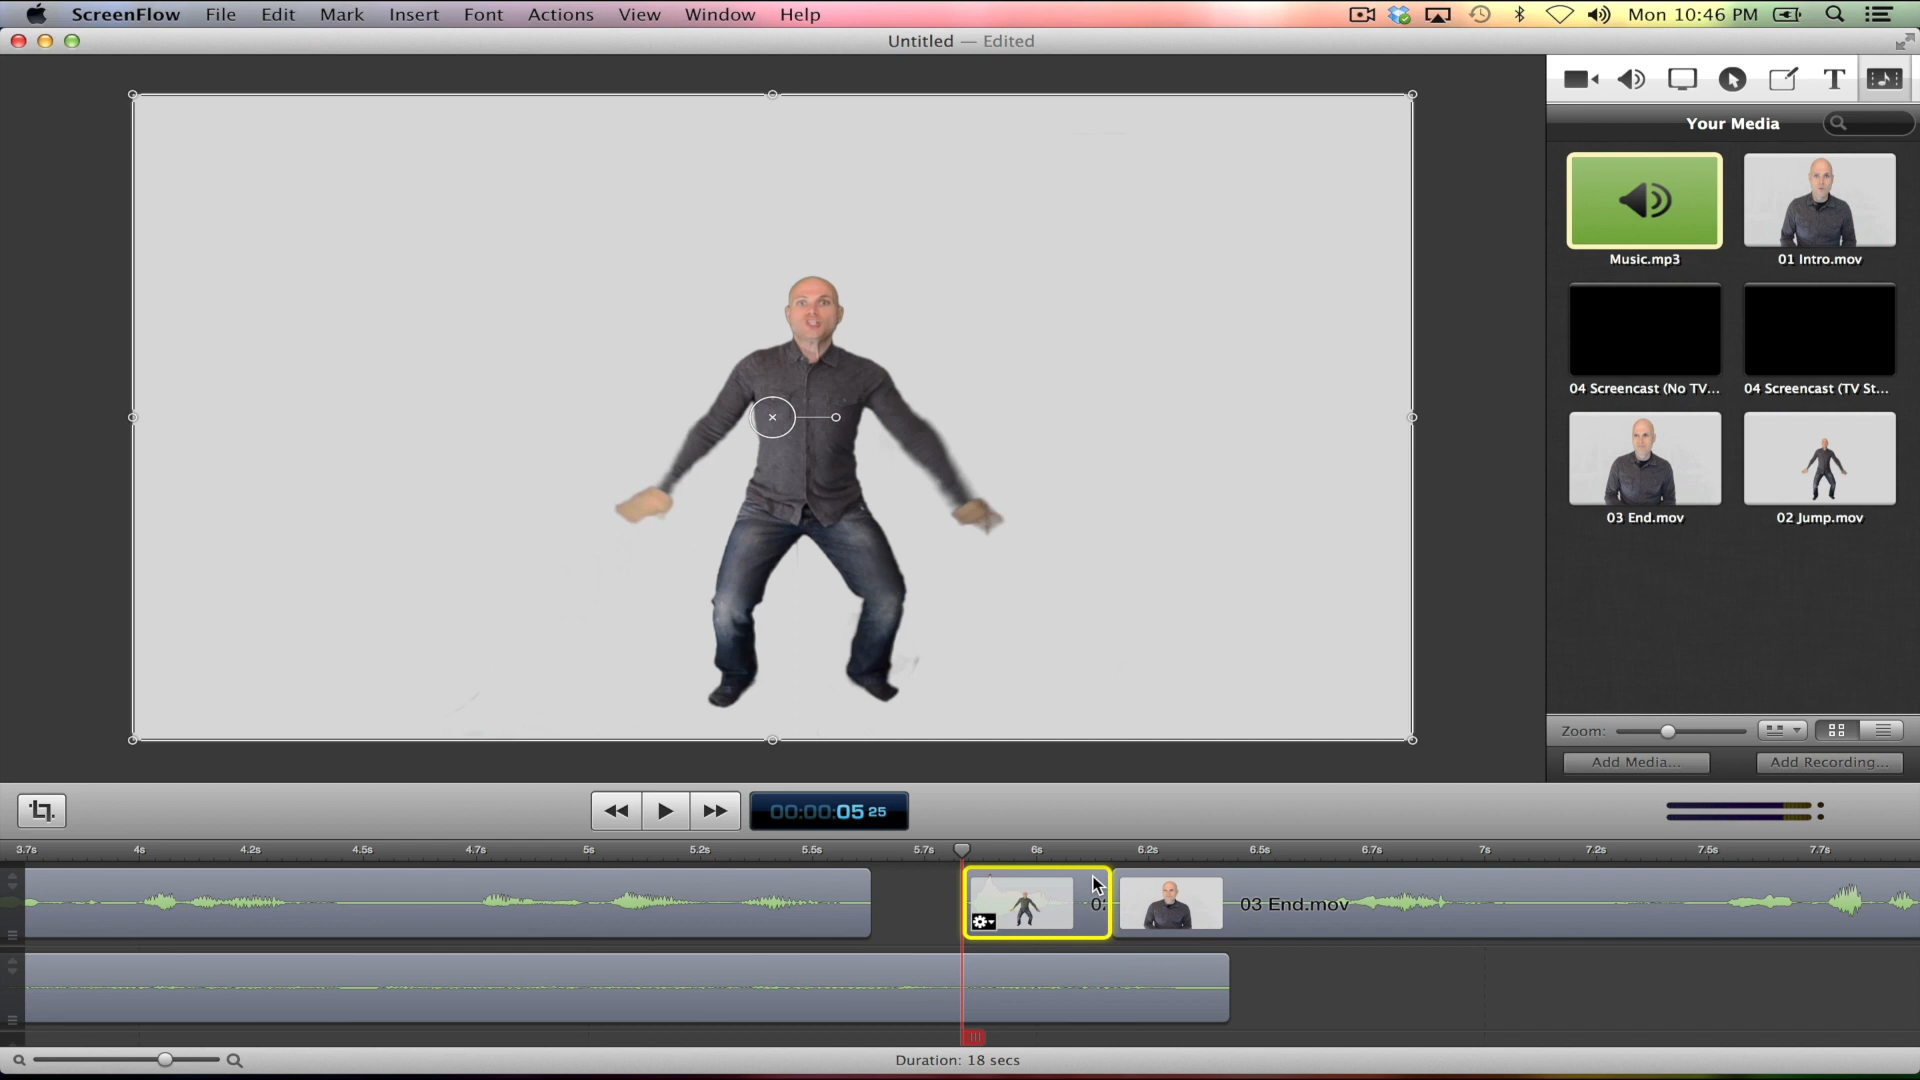 ScreenFlow File Edit Mark Insert Font Actions View Window Help Mon 10:46 PM
Untitled — Edited
T
Your Media
Music.mp3 01 Intro.mov
04 Screencast (No TV... 04 Screencast (TV St...
03 End.mov 02 Jump.mov
Zoom:
Add Media... Add Recording...
00:00:05 25
3.7s 4s 4.2s 4.5s 4.7s 5s 5.2s 5.5s 5.7s 6s 6.2s 6.5s 6.7s 7s 7.2s 7.5s 7.7s
02 03 End.mov
Duration: 18 secs